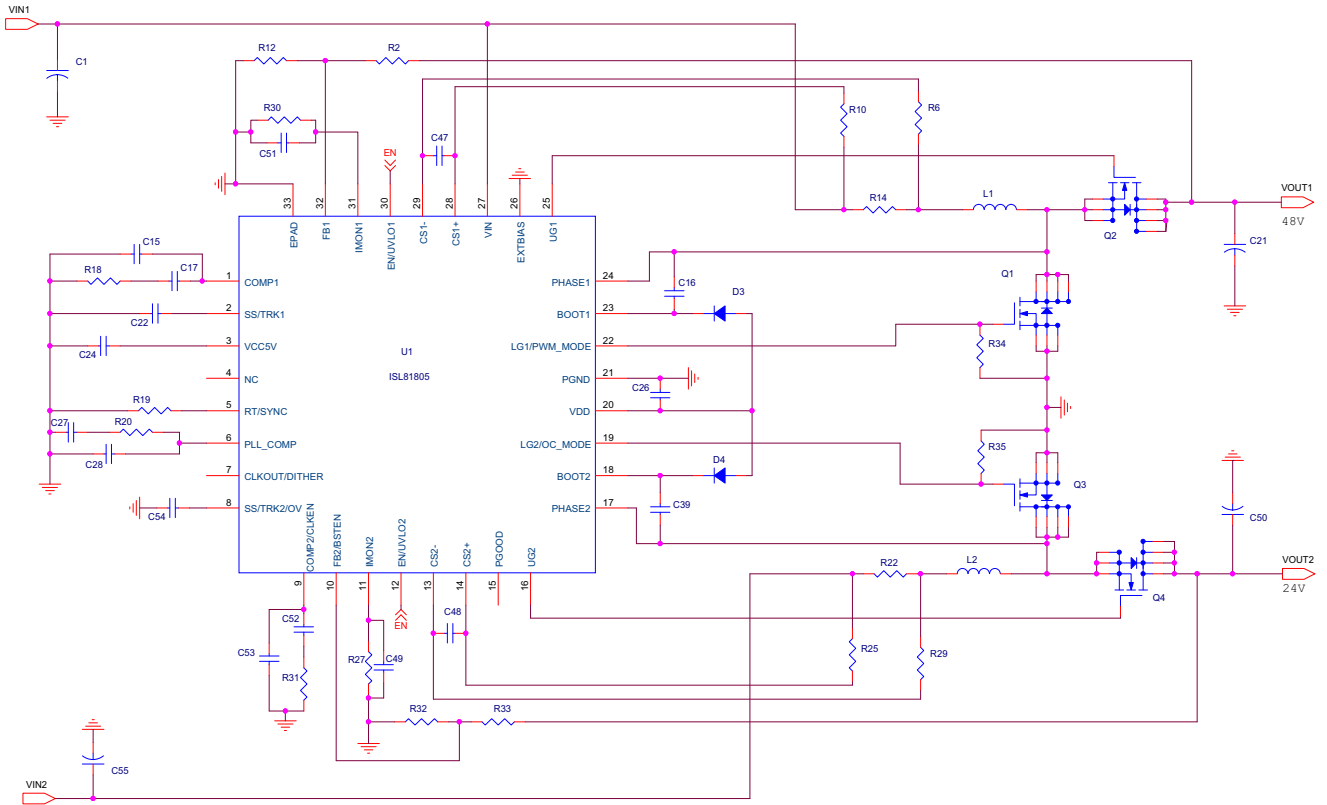 VIN1
C1
R12
R2
R30
C51
EN
C47
R10
R6
R14
L1
Q2
VOUT1
48V
C21
33
32
31
30
29
28
27
26
25
EPAD
FB1
IMON1
EN/UVLO1
CS1-
CS1+
VIN
EXTBIAS
UG1
C15
R18
C17
C22
C24
R19
C27
R20
C28
C54
1
2
3
4
5
6
7
8
COMP1
SS/TRK1
VCC5V
NC
RT/SYNC
PLL_COMP
CLKOUT/DITHER
SS/TRK2/OV
U1
ISL81805
PHASE1
BOOT1
LG1/PWM_MODE
PGND
VDD
LG2/OC_MODE
BOOT2
PHASE2
24
23
22
21
20
19
18
17
C16
D3
C26
D4
C39
Q1
R34
R35
Q3
C50
COMP2/CLKEN
FB2/BSTEN
IMON2
EN/UVLO2
CS2-
CS2+
PGOOD
UG2
9
10
11
12
13
14
15
16
R22
L2
Q4
VOUT2
24V
C52
C53
R31
R27
C49
EN
C48
R25
R29
R32
R33
C55
VIN2